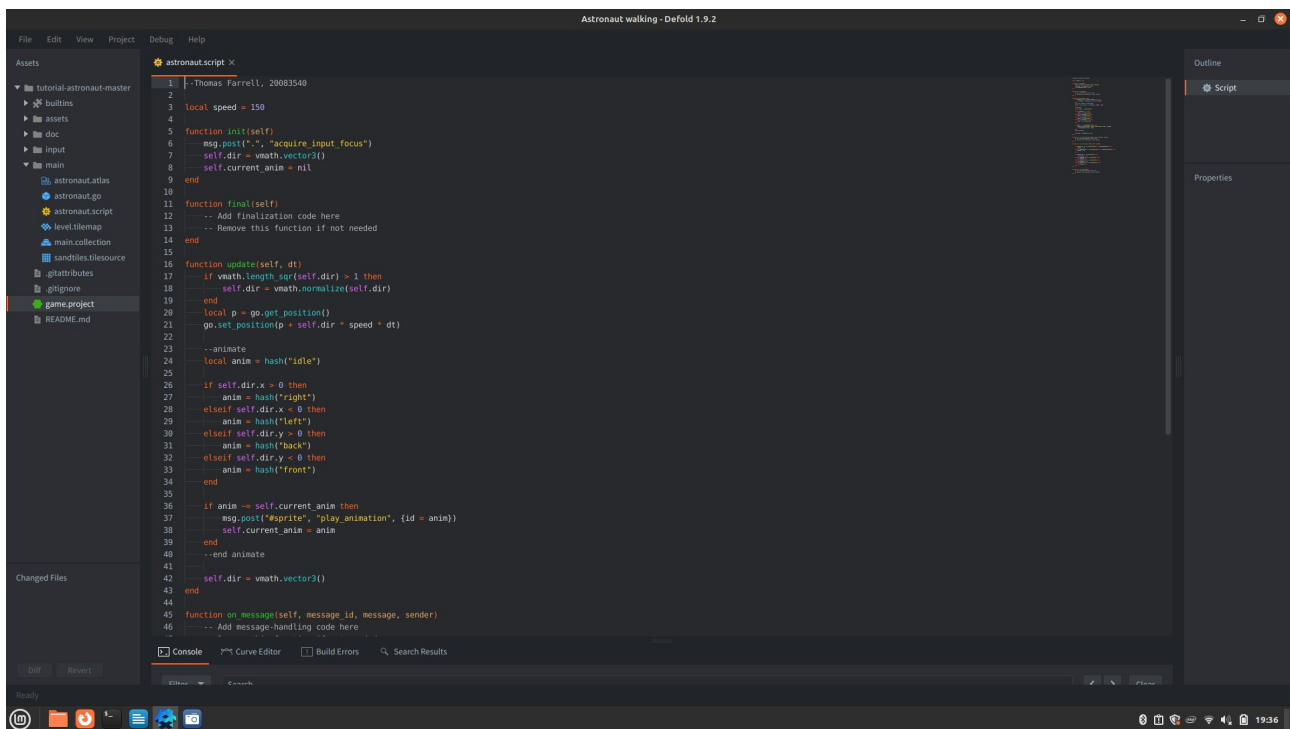 Astronaut walking - Defold 1.9.2
File Edit View Project Debug Help
Assets
tutorial-astronaut-master
builtins
assets
doc
input
main
astronaut.atlas
astronaut.go
astronaut.script
level.tilemap
main.collection
sandtiles.tilesource
.gitattributes
.gitignore
game.project
README.md
Changed Files
Diff Revert
Ready
astronaut.script
1 --Thomas Farrell, 20083540
2
3 local speed = 150
4
5 function init(self)
6 msg.post(".", "acquire_input_focus")
7 self.dir = vmath.vector3()
8 self.current_anim = nil
9 end
10
11 function final(self)
12 -- Add finalization code here
13 -- Remove this function if not needed
14 end
15
16 function update(self, dt)
17 if vmath.length_sqr(self.dir) > 1 then
18 self.dir = vmath.normalize(self.dir)
19 end
20 local p = go.get_position()
21 go.set_position(p + self.dir * speed * dt)
22
23 --animate
24 local anim = hash("idle")
25
26 if self.dir.x > 0 then
27 anim = hash("right")
28 elseif self.dir.x < 0 then
29 anim = hash("left")
30 elseif self.dir.y > 0 then
31 anim = hash("back")
32 elseif self.dir.y < 0 then
33 anim = hash("front")
34 end
35
36 if anim ~= self.current_anim then
37 msg.post("#sprite", "play_animation", {id = anim})
38 self.current_anim = anim
39 end
40 --end animate
41
42 self.dir = vmath.vector3()
43 end
44
45 function on_message(self, message_id, message, sender)
46 -- Add message-handling code here
Console Curve Editor Build Errors Search Results
Filter Search Clear
Outline
Script
Properties
19:36